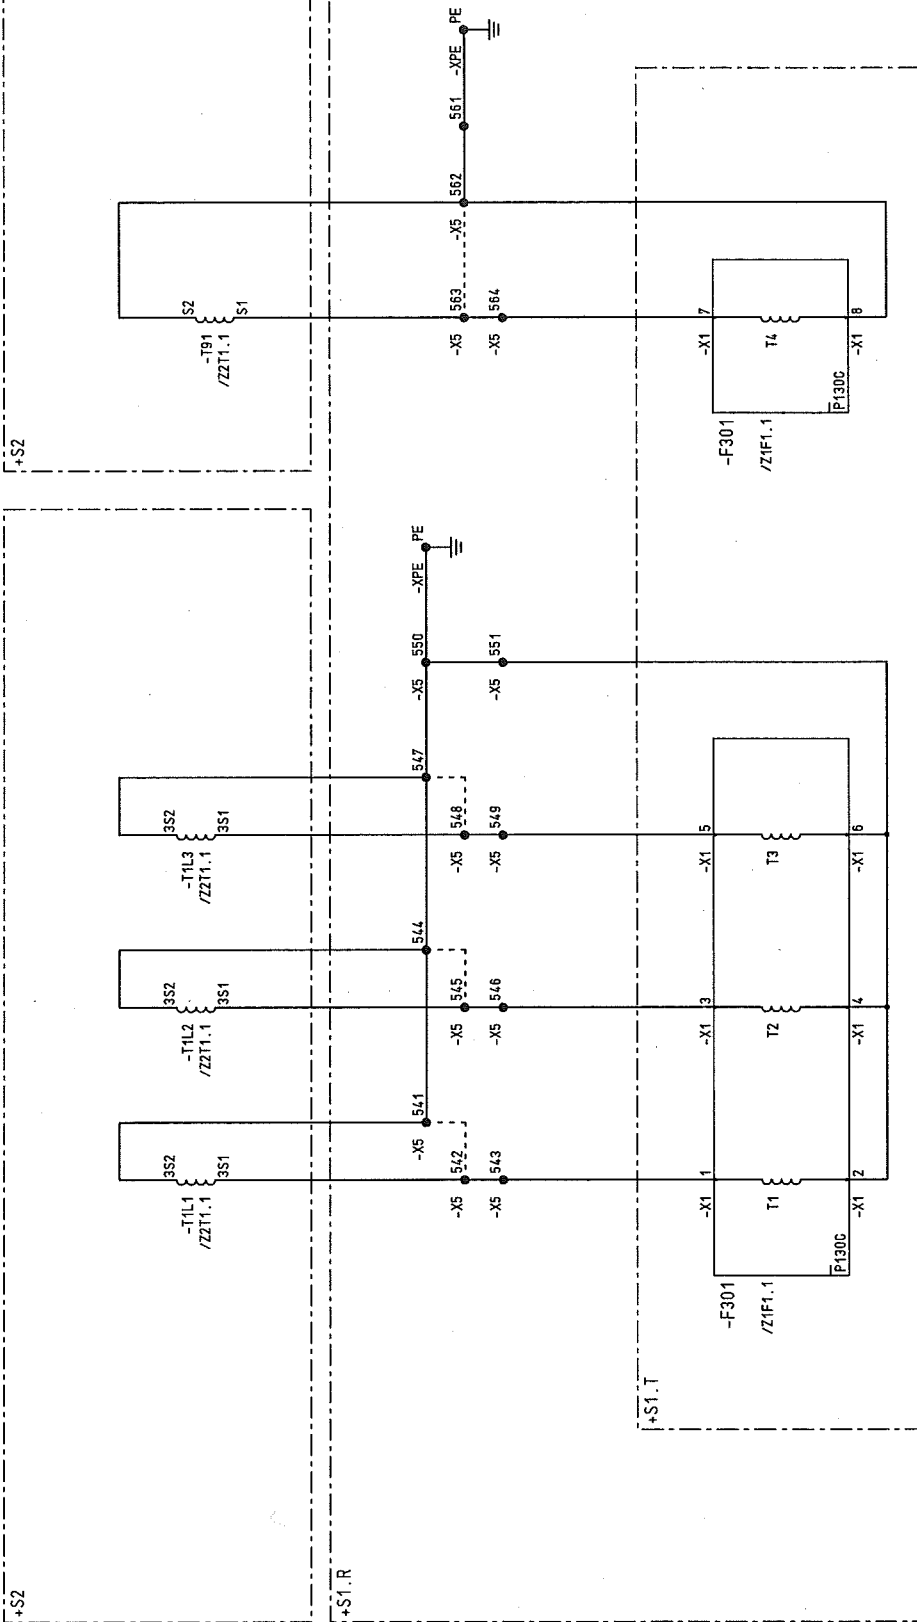 +S2
-T1L1
/Z2T1.1
3S2
3S1
-T1L2
/Z2T1.1
3S2
3S1
-T1L3
/Z2T1.1
3S2
3S1
+S2
-T91
/Z2T1.1
S2
S1
+S1.R
-X5 541
544
547
-X5 550
-XPE PE
-X5 542
-X5 545
-X5 548
-X5 543
-X5 546
-X5 549
-X5 551
-X5 563
-X5 562
561
-XPE PE
-X5 564
+S1.T
-F301
/Z1F1.1
P130C
-X1 1
T1
-X1 2
-X1 3
T2
-X1 4
-X1 5
T3
-X1 6
-F301
/Z1F1.1
P130C
-X1 7
T4
-X1 8